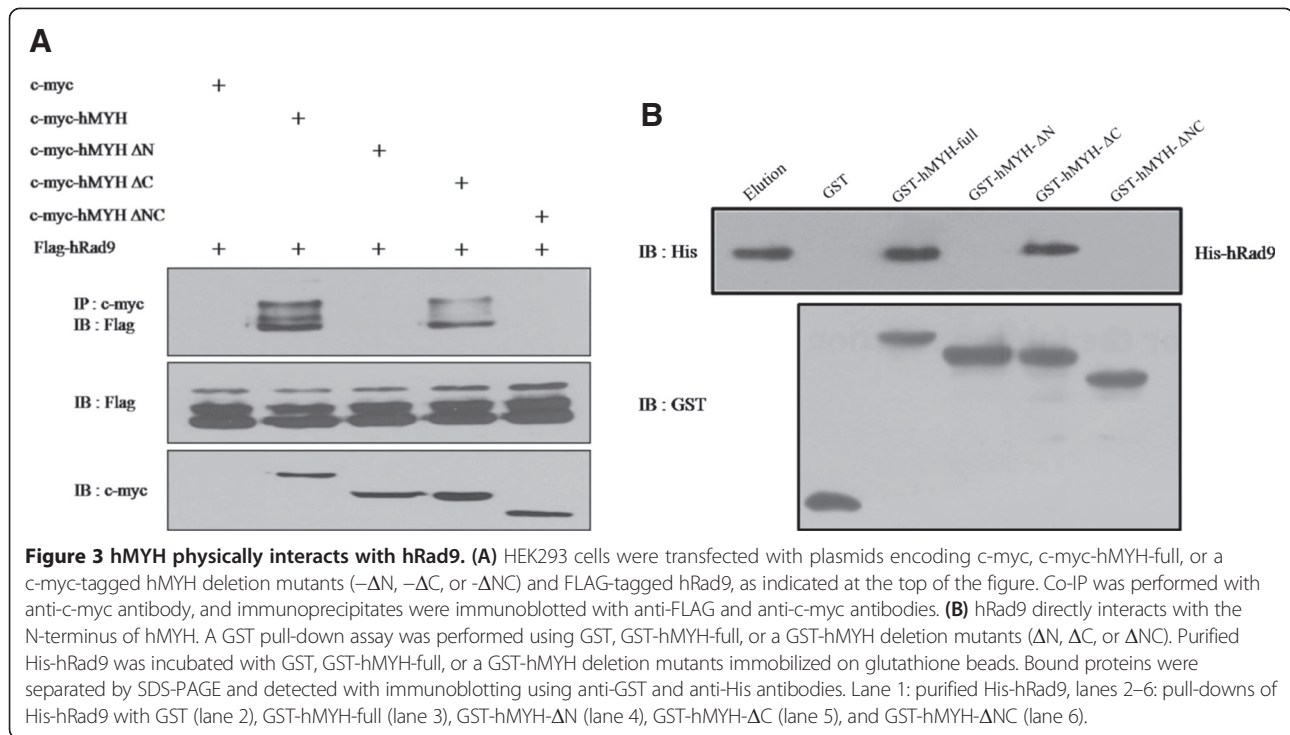 A
c-myc +
c-myc-hMYH +
c-myc-hMYH ΔN +
c-myc-hMYH ΔC +
c-myc-hMYH ΔNC +
Flag-hRad9 + + + + +
IP : c-myc
IB : Flag
IB : Flag
IB : c-myc
B
Elution GST GST-hMYH-full GST-hMYH-ΔN GST-hMYH-ΔC GST-hMYH-ΔNC
IB : His His-hRad9
IB : GST
Figure 3 hMYH physically interacts with hRad9. (A) HEK293 cells were transfected with plasmids encoding c-myc, c-myc-hMYH-full, or a
c-myc-tagged hMYH deletion mutants (−ΔN, −ΔC, or -ΔNC) and FLAG-tagged hRad9, as indicated at the top of the figure. Co-IP was performed with
anti-c-myc antibody, and immunoprecipitates were immunoblotted with anti-FLAG and anti-c-myc antibodies. (B) hRad9 directly interacts with the
N-terminus of hMYH. A GST pull-down assay was performed using GST, GST-hMYH-full, or a GST-hMYH deletion mutants (ΔN, ΔC, or ΔNC). Purified
His-hRad9 was incubated with GST, GST-hMYH-full, or a GST-hMYH deletion mutants immobilized on glutathione beads. Bound proteins were
separated by SDS-PAGE and detected with immunoblotting using anti-GST and anti-His antibodies. Lane 1: purified His-hRad9, lanes 2–6: pull-downs of
His-hRad9 with GST (lane 2), GST-hMYH-full (lane 3), GST-hMYH-ΔN (lane 4), GST-hMYH-ΔC (lane 5), and GST-hMYH-ΔNC (lane 6).